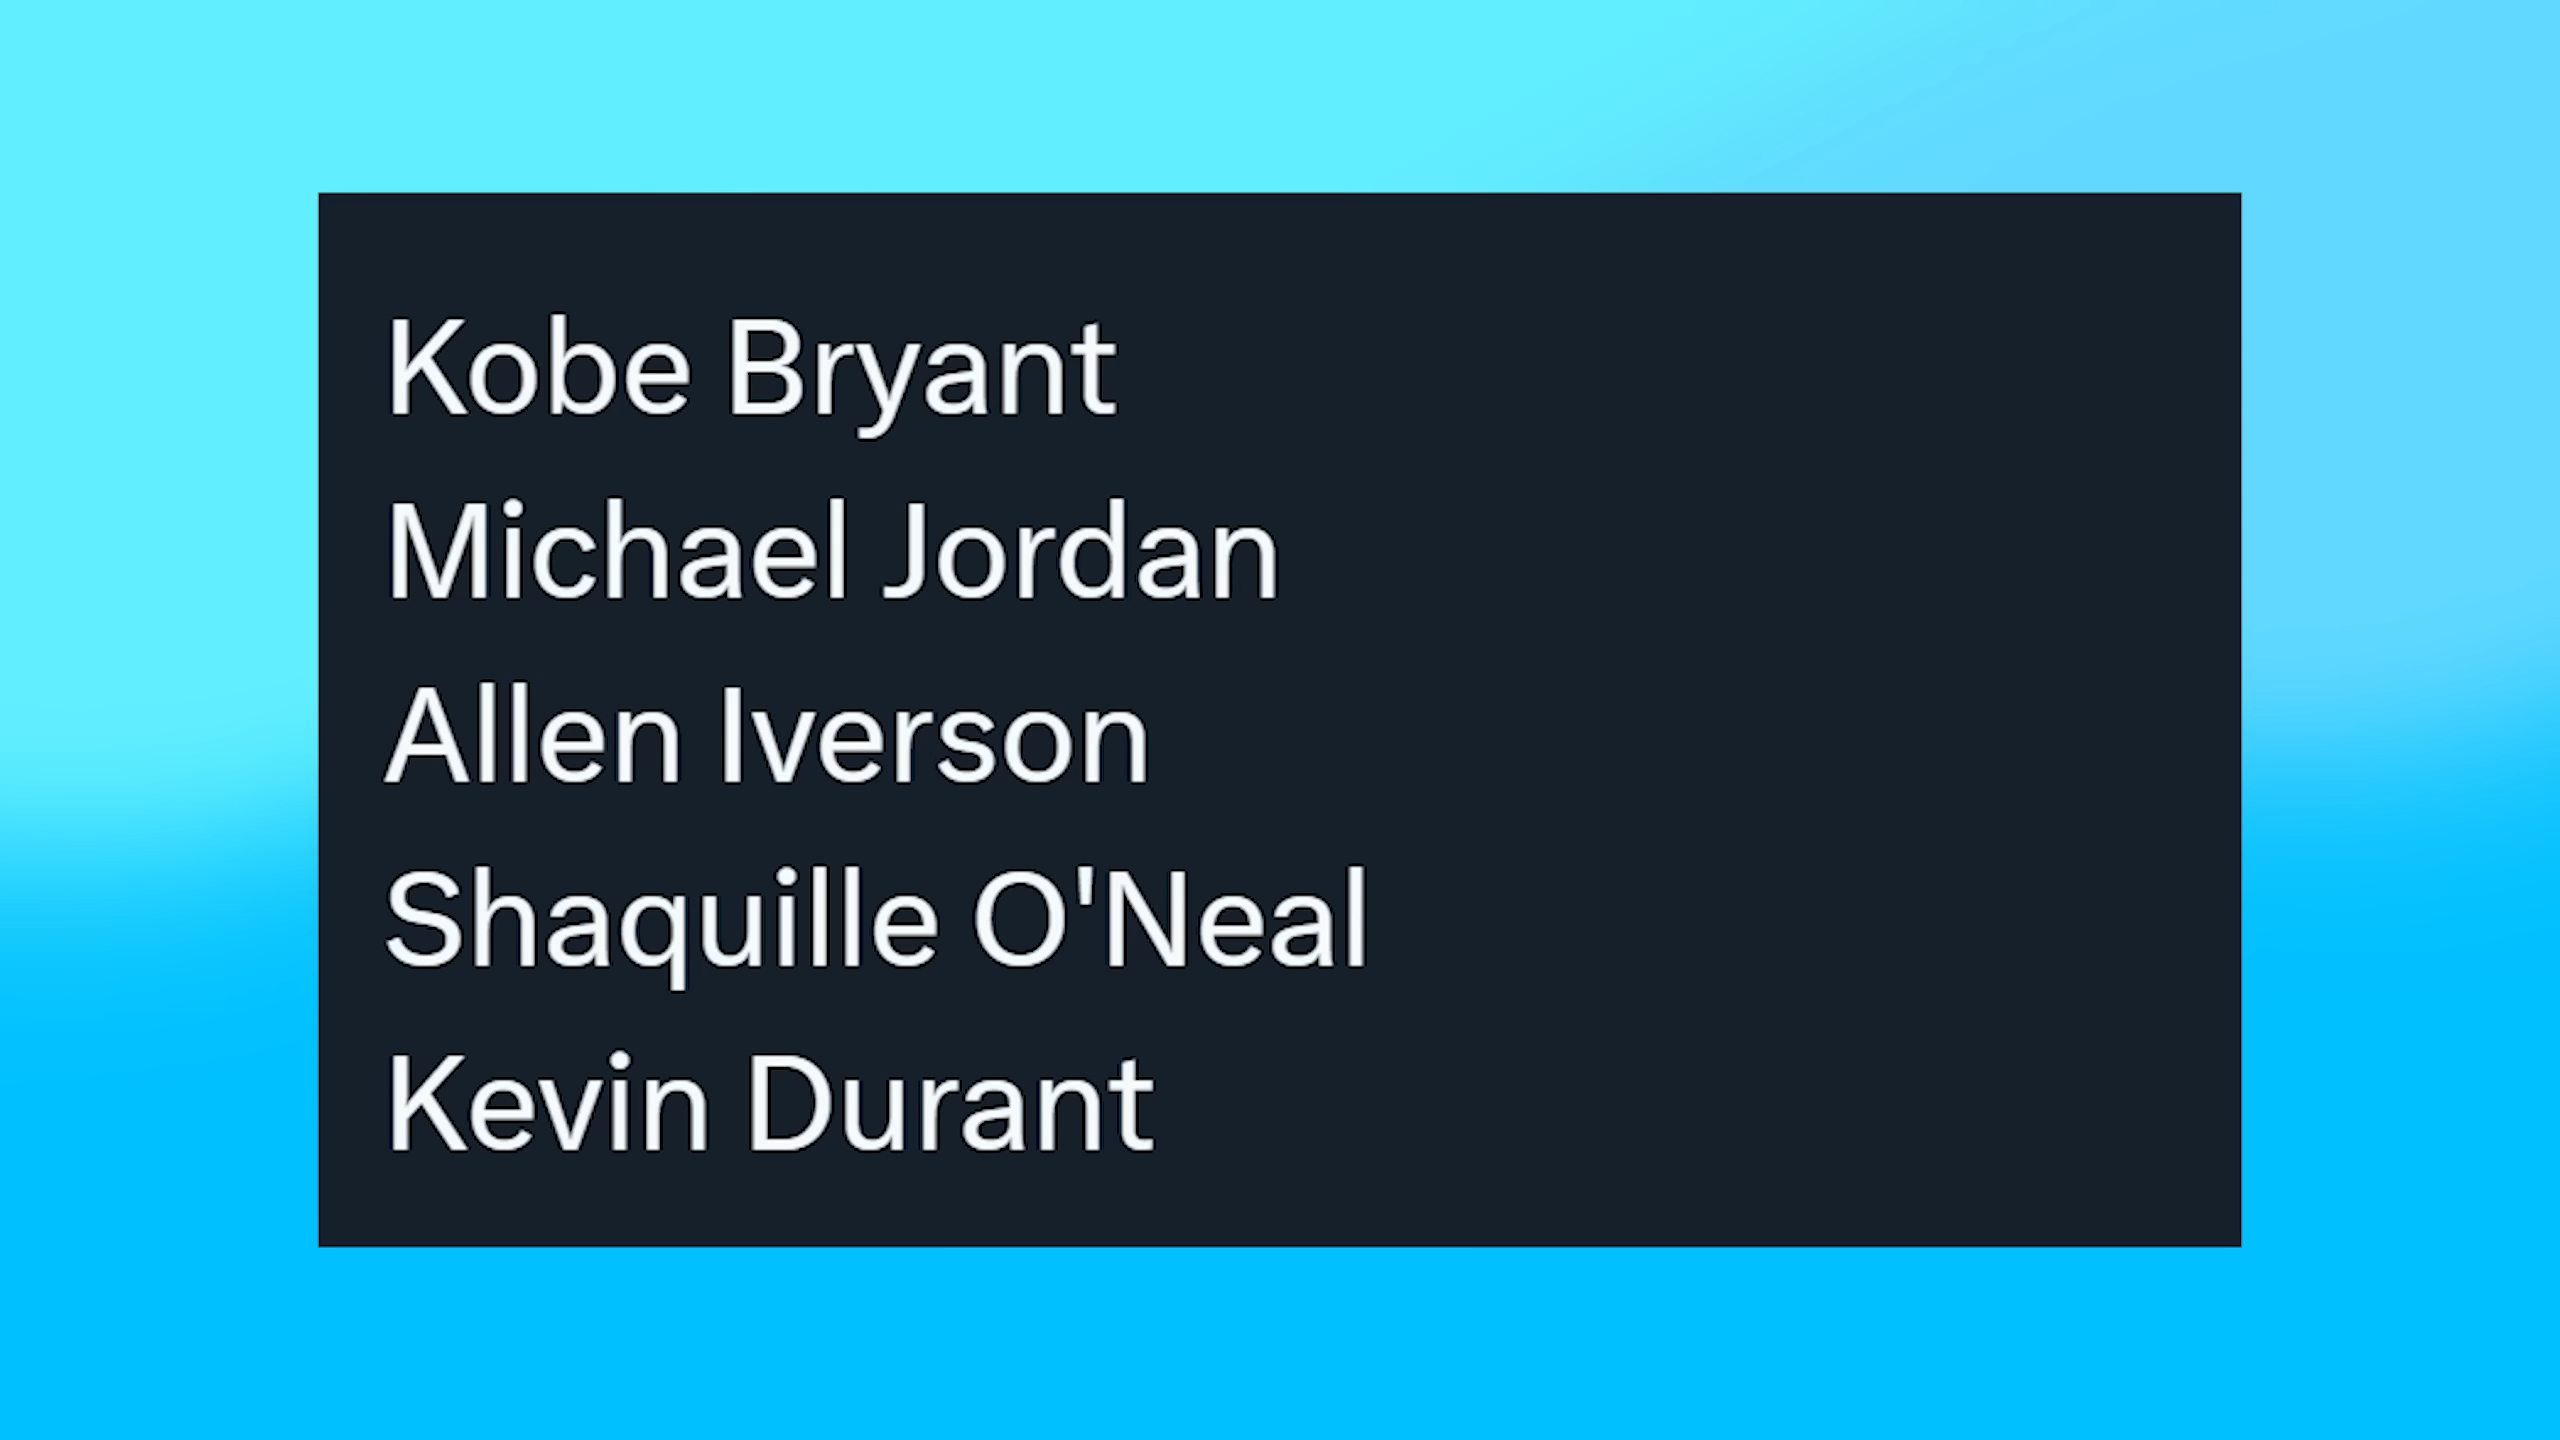 Kobe Bryant
Michael Jordan
Allen Iverson
Shaquille O'Neal
Kevin Durant